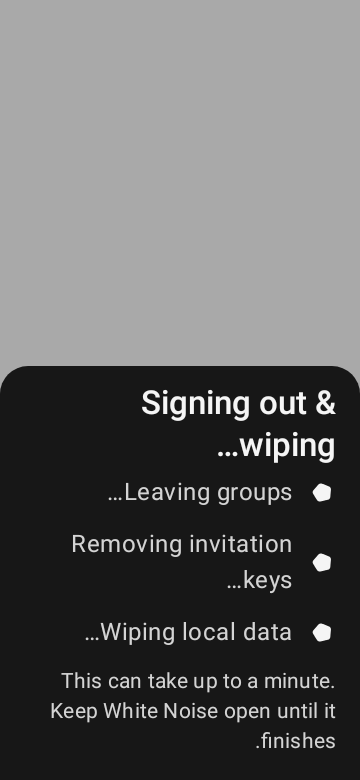 Signing out &
wiping…
Leaving groups…
Removing invitation
keys…
Wiping local data…
This can take up to a minute.
Keep White Noise open until it
finishes.